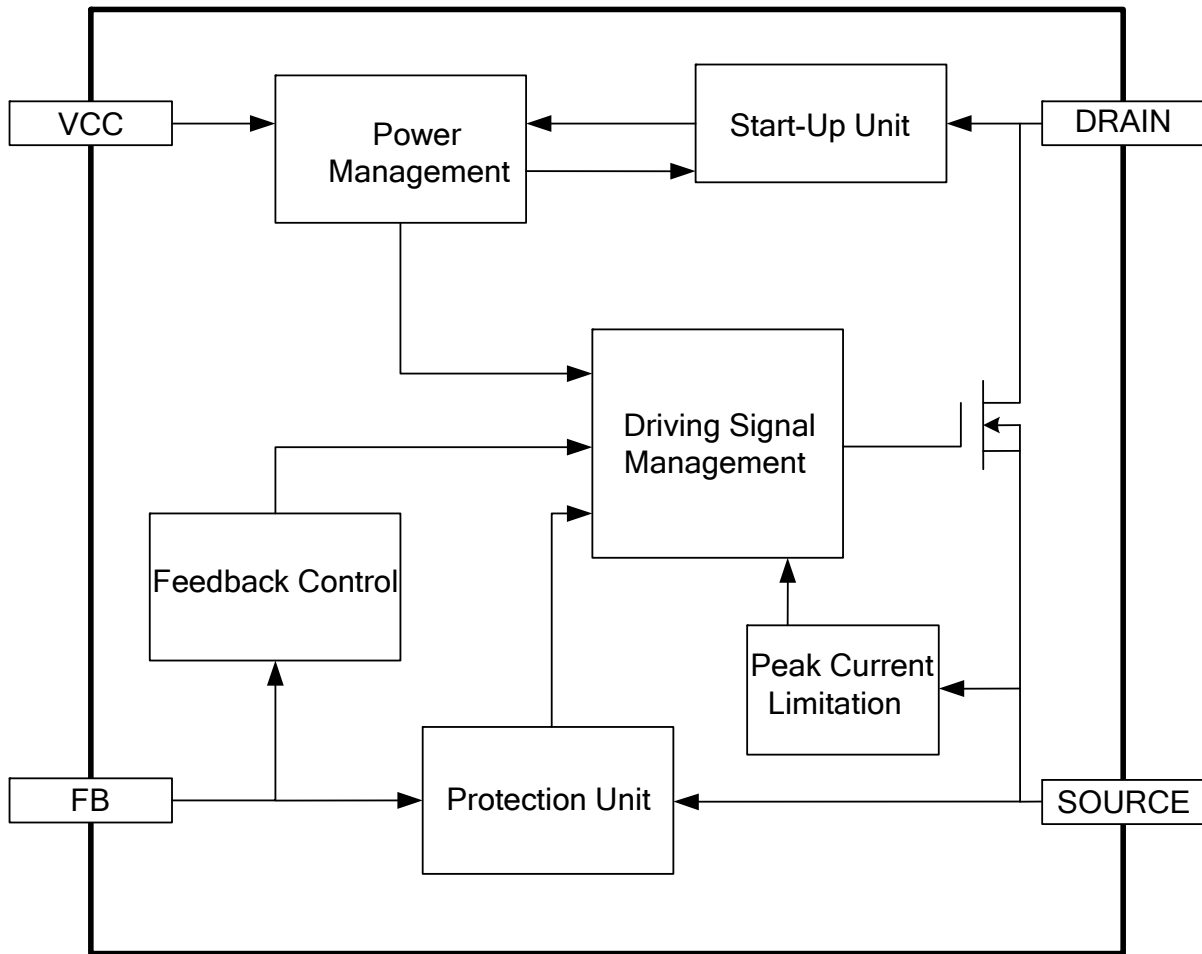 VCC
Power
Management
Start-Up Unit
DRAIN
Driving Signal
Management
Feedback Control
Peak Current
Limitation
FB
Protection Unit
SOURCE